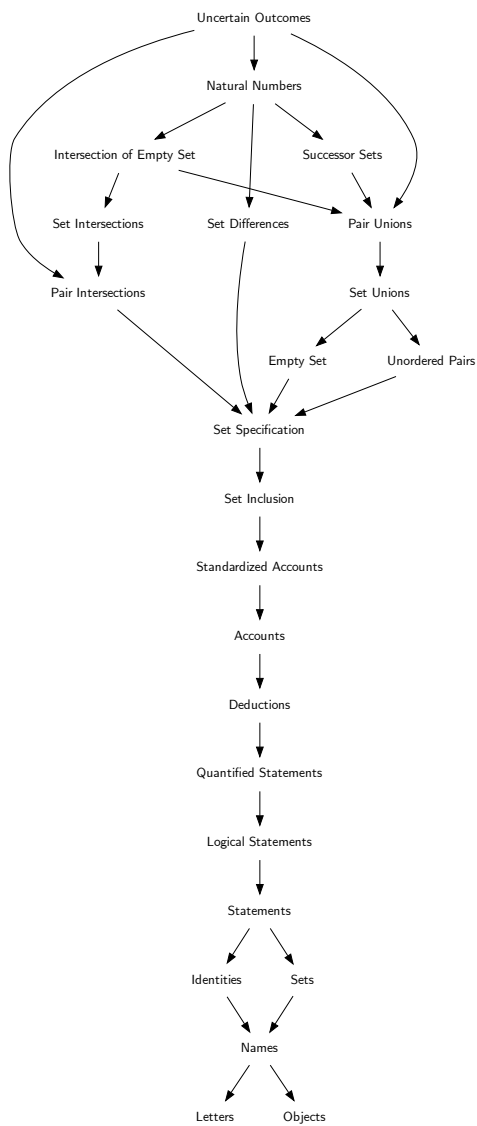 Uncertain Outcomes
Natural Numbers
Intersection of Empty Set
Successor Sets
Set Intersections
Set Differences
Pair Unions
Pair Intersections
Set Unions
Empty Set
Unordered Pairs
Set Specification
Set Inclusion
Standardized Accounts
Accounts
Deductions
Quantified Statements
Logical Statements
Statements
Identities
Sets
Names
Letters
Objects